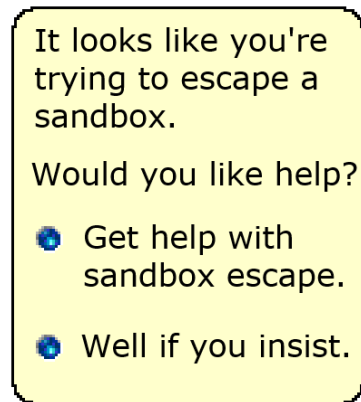 It looks like you're
trying to escape a
sandbox.
Would you like help?
Get help with
sandbox escape.
Well if you insist.